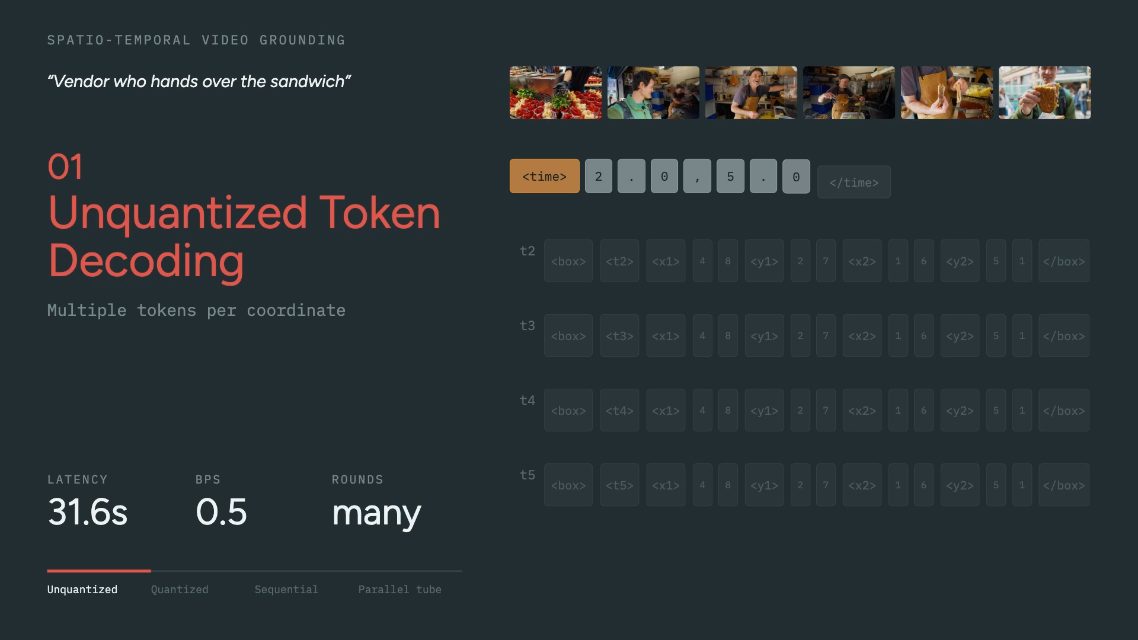 SPATIO-TEMPORAL VIDEO GROUNDING
“Vendor who hands over the sandwich”
01
Unquantized Token
Decoding
Multiple tokens per coordinate
LATENCY BPS ROUNDS
31.6s 0.5 many
Unquantized Quantized Sequential Parallel tube
<time> 2 . 0 , 5 . 0 </time>
t2 <box> <t2> <x1> 4 8 <y1> 2 7 <x2> 1 6 <y2> 5 1 </box>
t3 <box> <t3> <x1> 4 8 <y1> 2 7 <x2> 1 6 <y2> 5 1 </box>
t4 <box> <t4> <x1> 4 8 <y1> 2 7 <x2> 1 6 <y2> 5 1 </box>
t5 <box> <t5> <x1> 4 8 <y1> 2 7 <x2> 1 6 <y2> 5 1 </box>